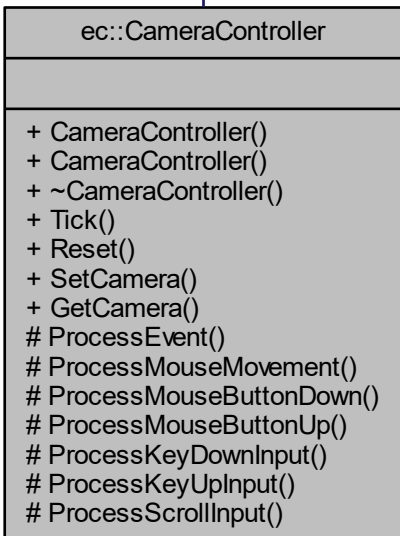 ec::CameraController
+ CameraController()
+ CameraController()
+ ~CameraController()
+ Tick()
+ Reset()
+ SetCamera()
+ GetCamera()
# ProcessEvent()
# ProcessMouseMovement()
# ProcessMouseButtonDown()
# ProcessMouseButtonUp()
# ProcessKeyDownInput()
# ProcessKeyUpInput()
# ProcessScrollInput()